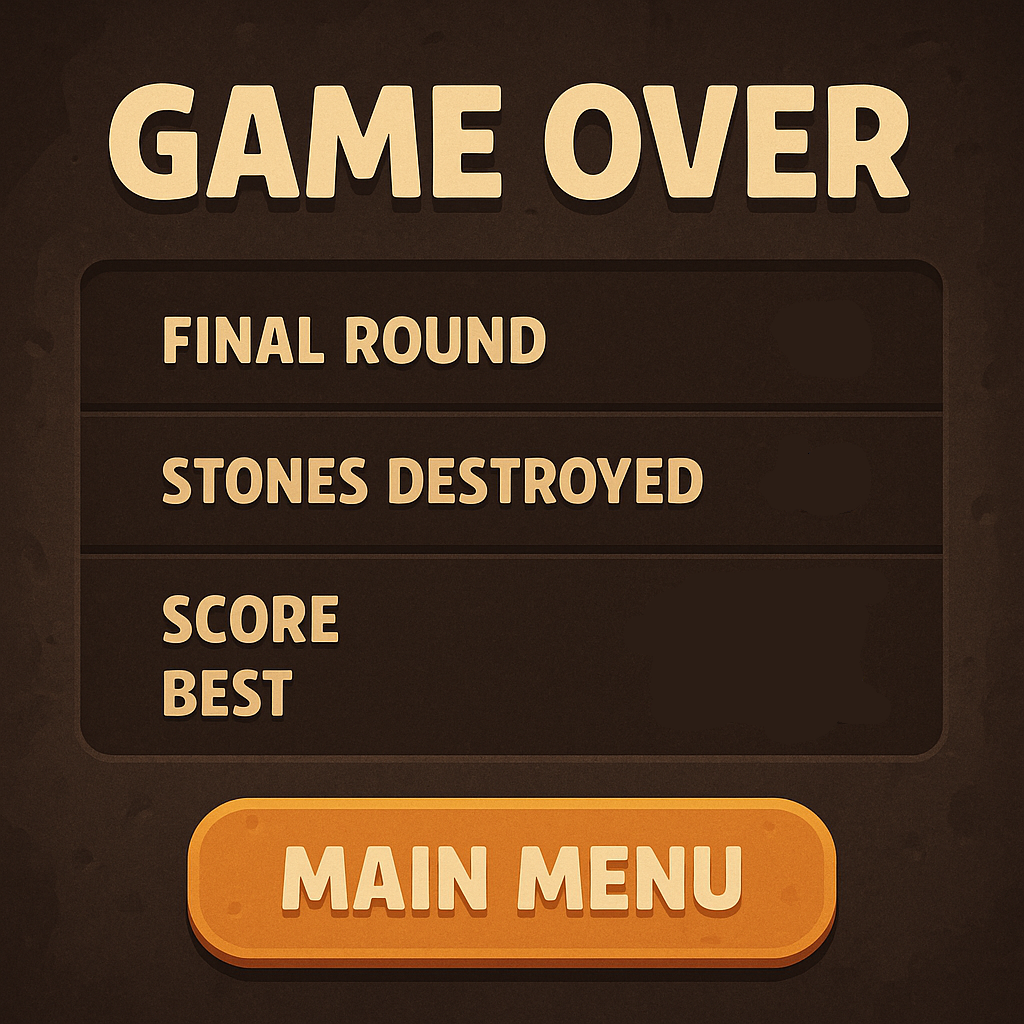 GAME OVER
FINAL ROUND
STONES DESTROYED
SCORE
BEST
MAIN MENU